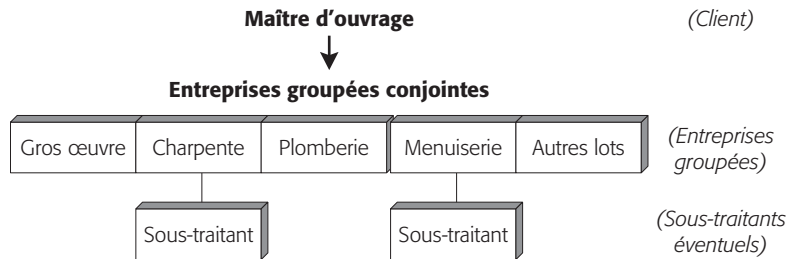 Maître d'ouvrage (Client)
Entreprises groupées conjointes
Gros œuvre Charpente Plomberie Menuiserie Autres lots (Entreprises
groupées)
Sous-traitant Sous-traitant (Sous-traitants
éventuels)